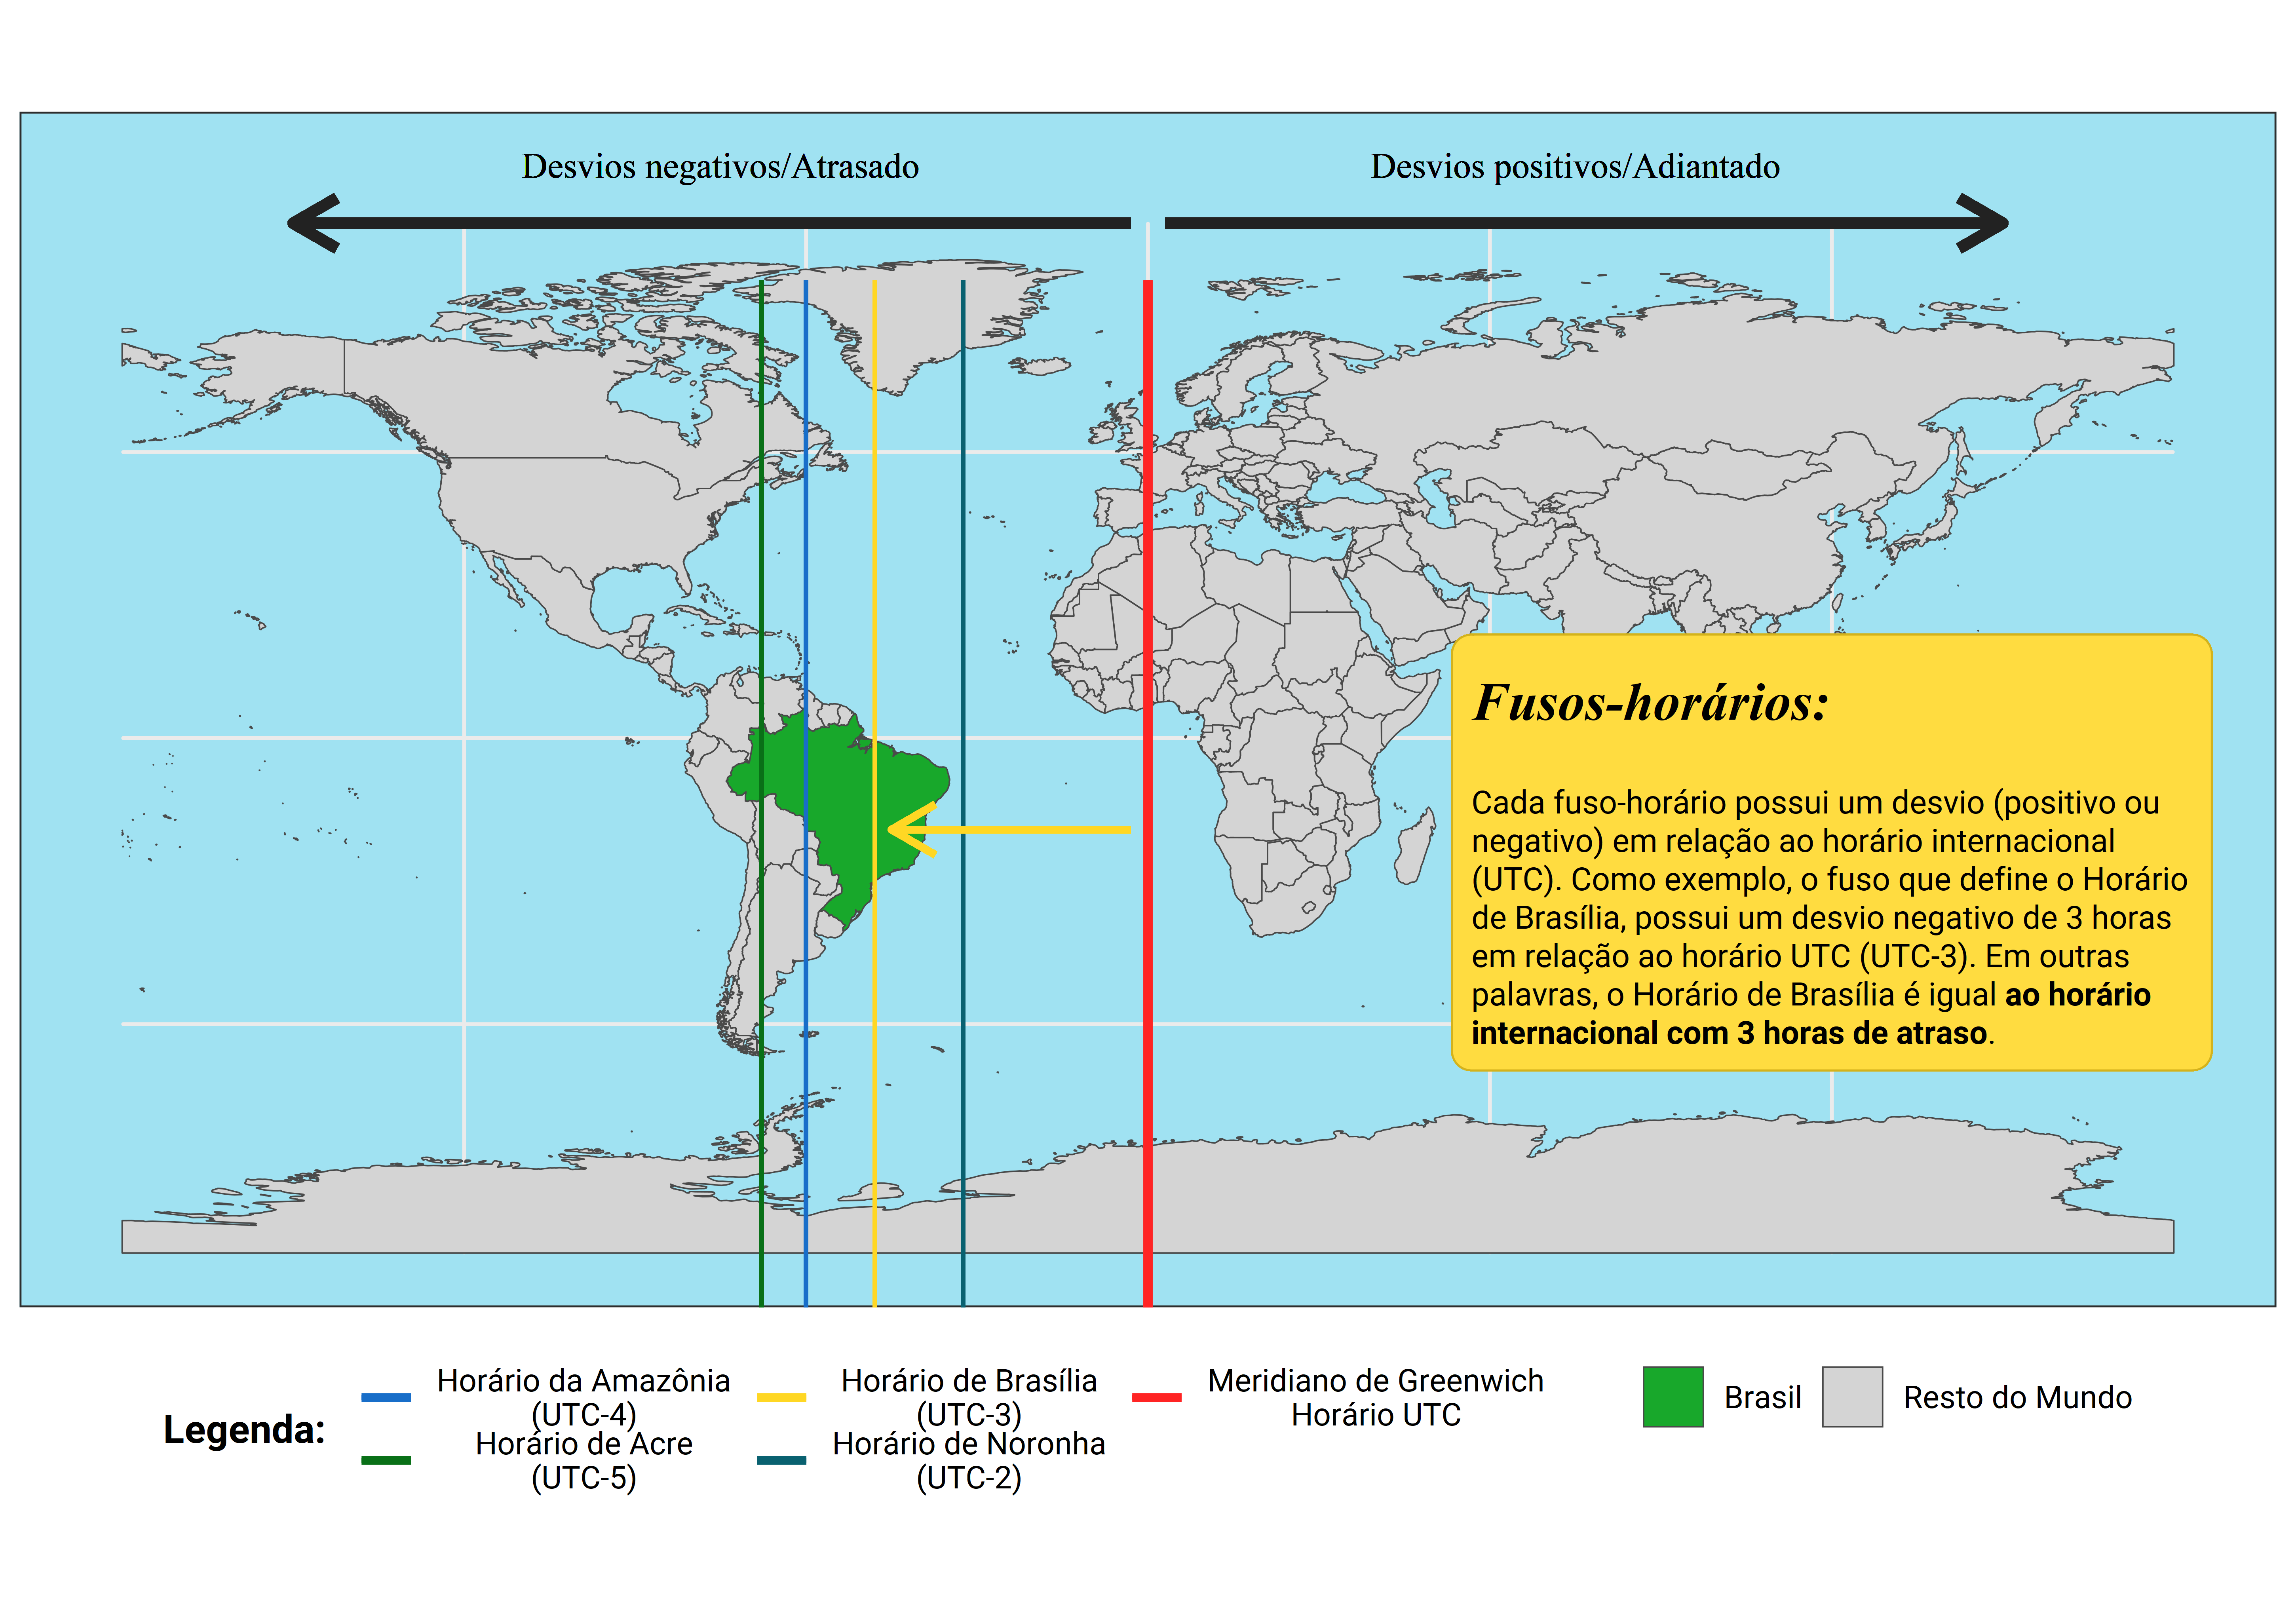 Desvios negativos/Atrasado
Desvios positivos/Adiantado
Fusos-horários:
Cada fuso-horário possui um desvio (positivo ou
negativo) em relação ao horário internacional
(UTC). Como exemplo, o fuso que define o Horário
de Brasília, possui um desvio negativo de 3 horas
em relação ao horário UTC (UTC-3). Em outras
palavras, o Horário de Brasília é igual ao horário
internacional com 3 horas de atraso.
Legenda:
Horário da Amazônia
(UTC-4)
Horário de Acre
(UTC-5)
Horário de Brasília
(UTC-3)
Horário de Noronha
(UTC-2)
Meridiano de Greenwich
Horário UTC
Brasil
Resto do Mundo